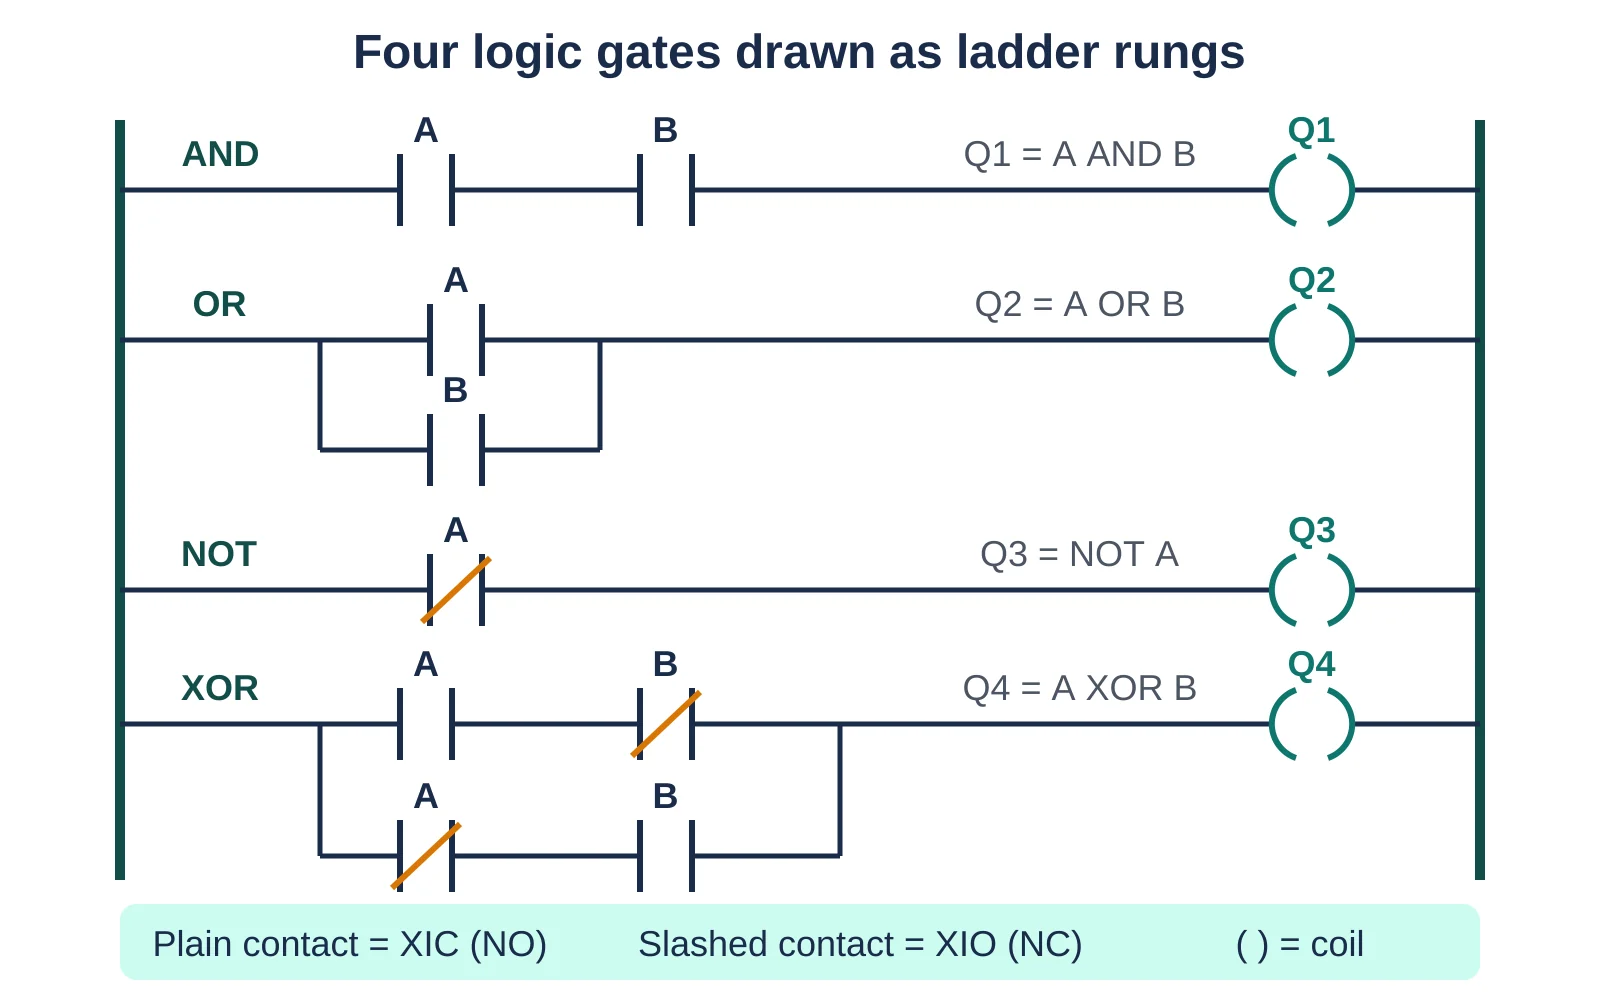 Four logic gates drawn as ladder rungs
A
B
Q1
AND
Q1 = A AND B
A
Q2
OR
Q2 = A OR B
B
A
Q3
NOT
Q3 = NOT A
A
B
Q4
XOR
Q4 = A XOR B
A
B
Plain contact = XIC (NO)
Slashed contact = XIO (NC)
( ) = coil